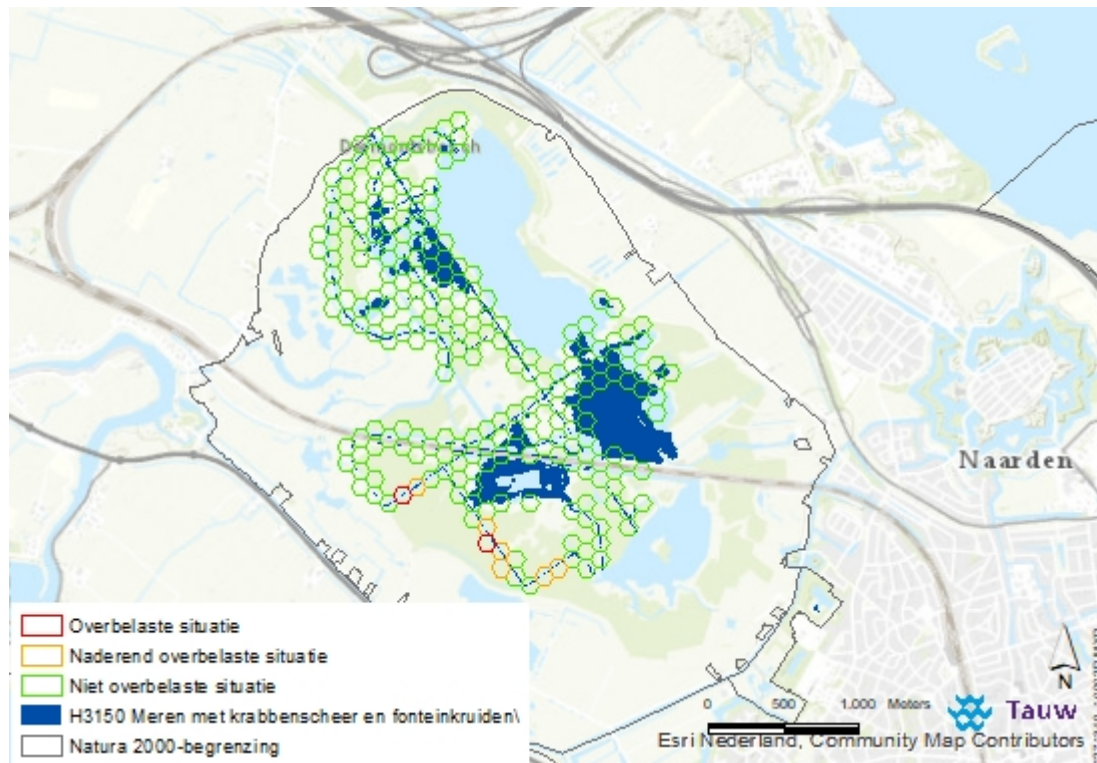 Naarden
Overbelaste situatie
Naderend overbelaste situatie
Niet overbelaste situatie
H3150 Meren met krabbenscheer en fonteinkruiden\
Natura 2000-begrenzing
N
0 500 1.000 Meters
Tauw
Esri Nederland, Community Map Contributors